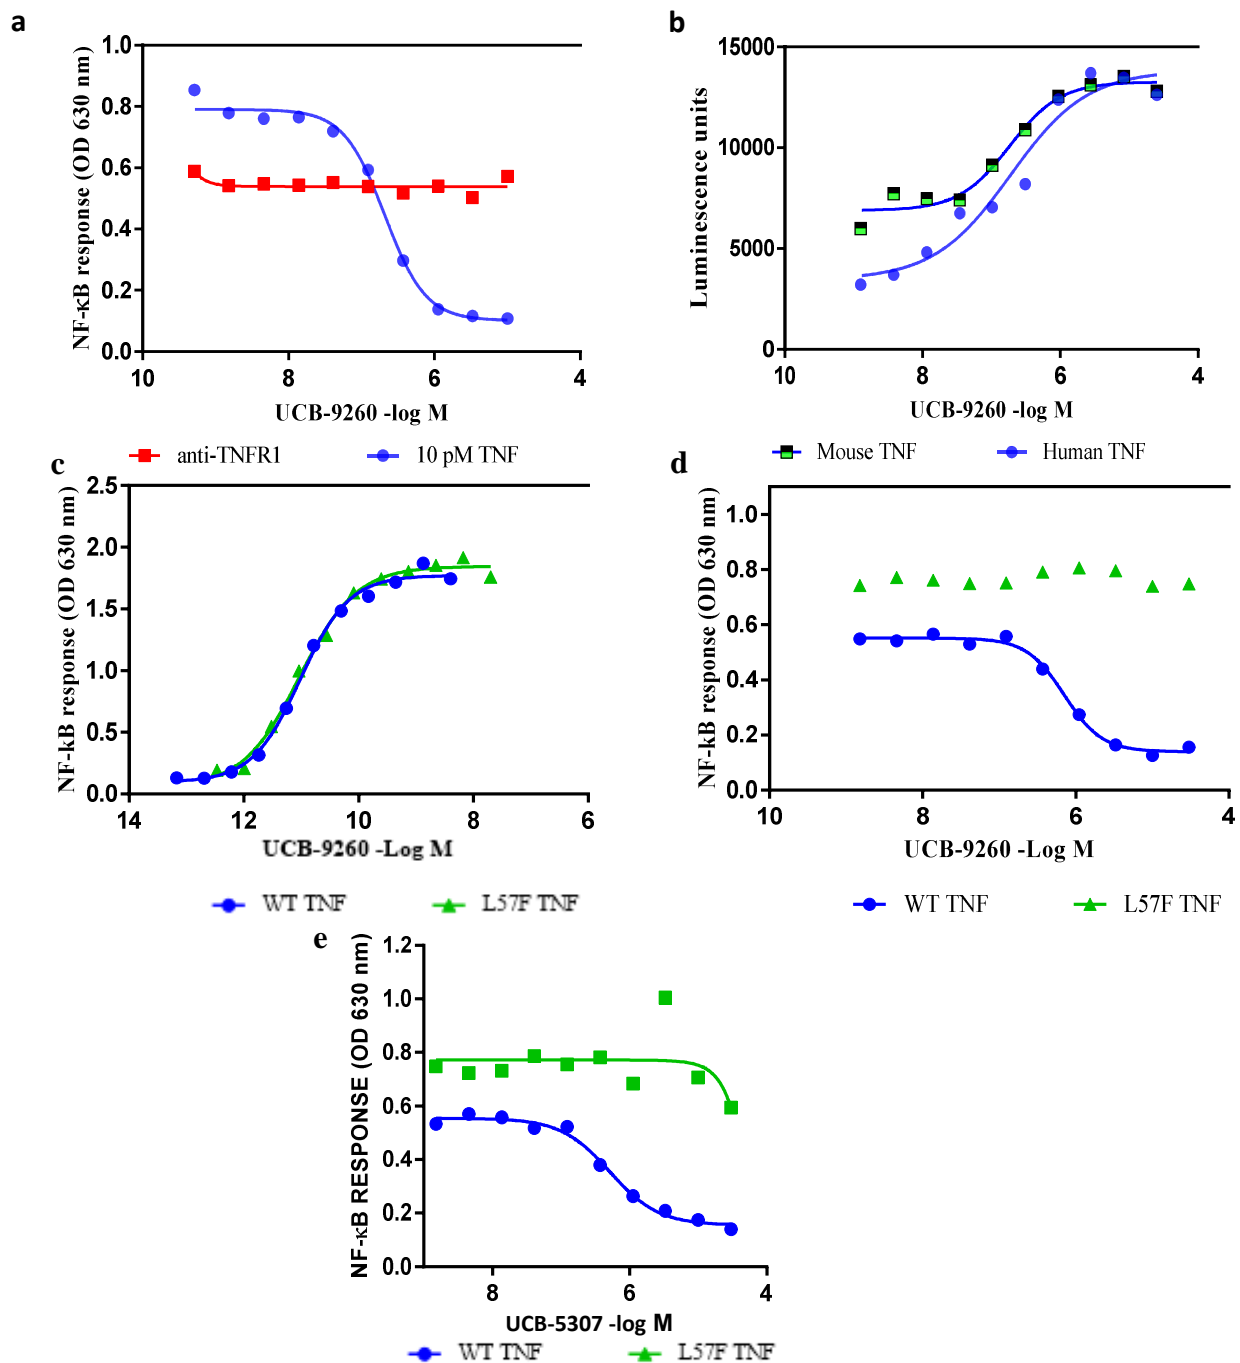 a
NF-κB response (OD 630 nm)
1.0
0.8
0.6
0.4
0.2
0.0
10 8 6 4
UCB-9260 -log M
anti-TNFR1 10 pM TNF
b
Luminescence units
15000
10000
5000
0
10 8 6 4
UCB-9260 -log M
Mouse TNF Human TNF
c
NF-kB response (OD 630 nm)
2.5
2.0
1.5
1.0
0.5
0.0
14 12 10 8 6
UCB-9260 -Log M
WT TNF L57F TNF
d
NF-kB response (OD 630 nm)
1.0
0.8
0.6
0.4
0.2
0.0
10 8 6 4
UCB-9260 -Log M
WT TNF L57F TNF
e
NF-κB RESPONSE (OD 630 nm)
1.2
1.0
0.8
0.6
0.4
0.2
0.0
8 6 4
UCB-5307 -log M
WT TNF L57F TNF